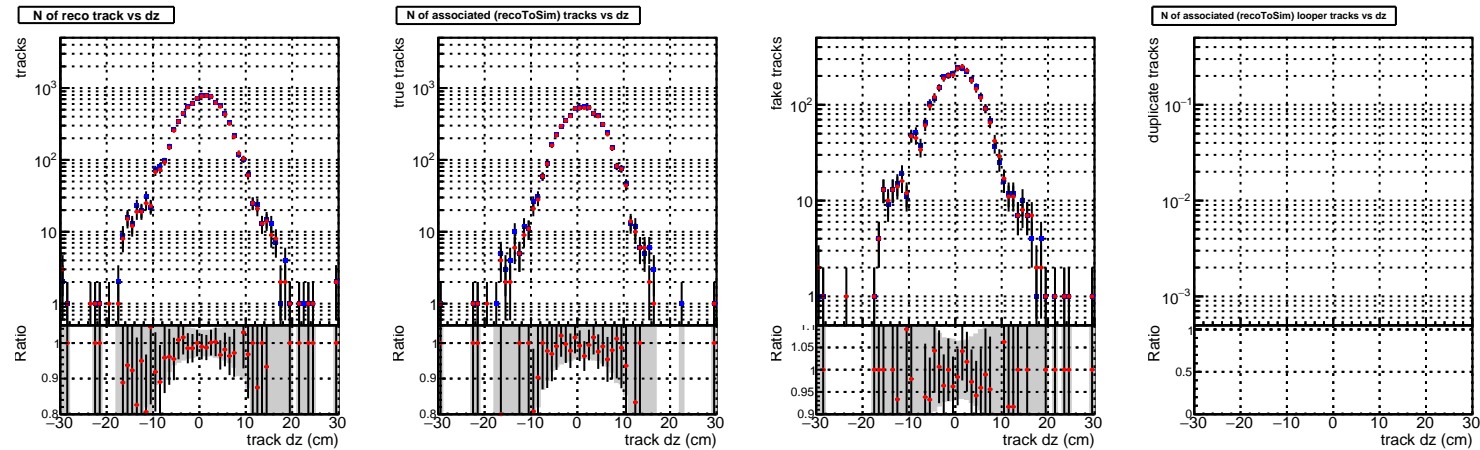 N of reco track vs dz
tracks
10³
10²
10
1
Ratio
1
0.9
0.8
−30 −20 −10 0 10 20 30
track dz (cm)
N of associated (recoToSim) tracks vs dz
true tracks
10³
10²
10
1
Ratio
1
0.9
0.8
−30 −20 −10 0 10 20 30
track dz (cm)
fake tracks
10²
10
1
Ratio
1.05
1
0.95
0.9
−30 −20 −10 0 10 20 30
track dz (cm)
N of associated (recoToSim) looper tracks vs dz
duplicate tracks
10⁻¹
10⁻²
10⁻³
Ratio
1
0.5
0
−30 −20 −10 0 10 20 30
track dz (cm)